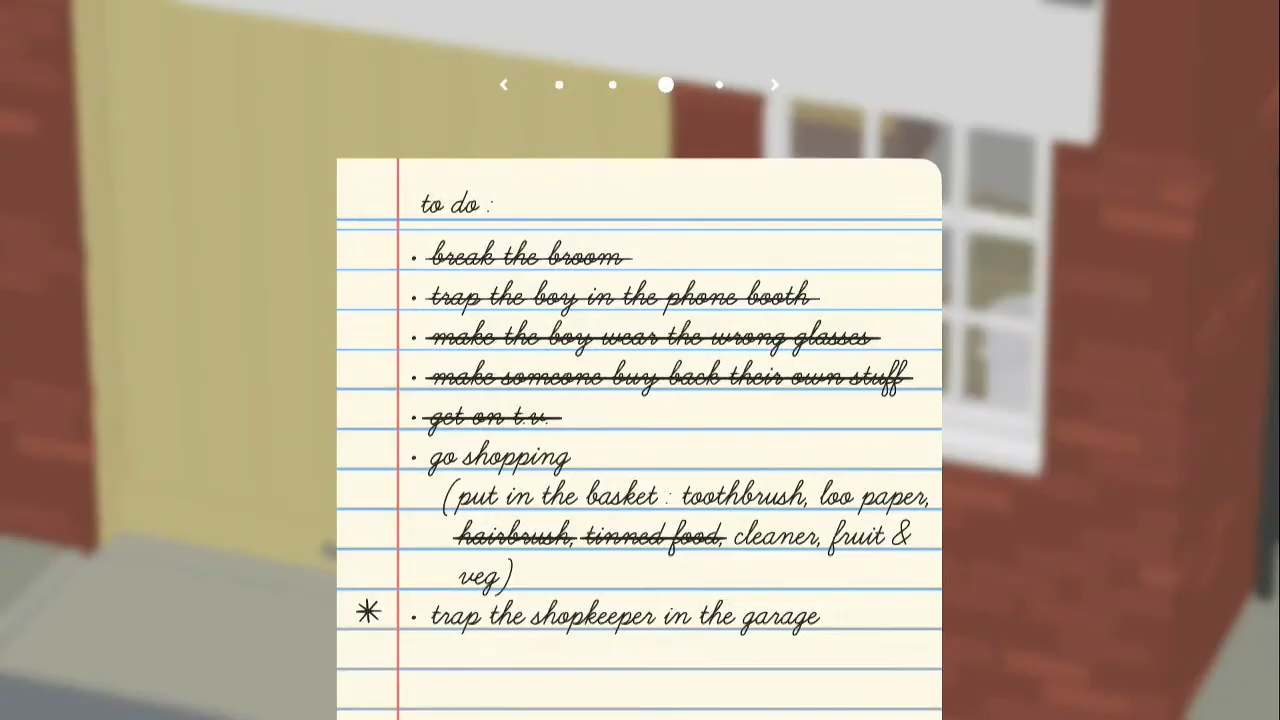 to do :
• break the broom
• trap the boy in the phone booth
• make the boy wear the wrong glasses
• make someone buy back their own stuff
• get on t.v.
• go shopping
(put in the basket : toothbrush, loo paper,
hairbrush, tinned food, cleaner, fruit &
veg)
* • trap the shopkeeper in the garage